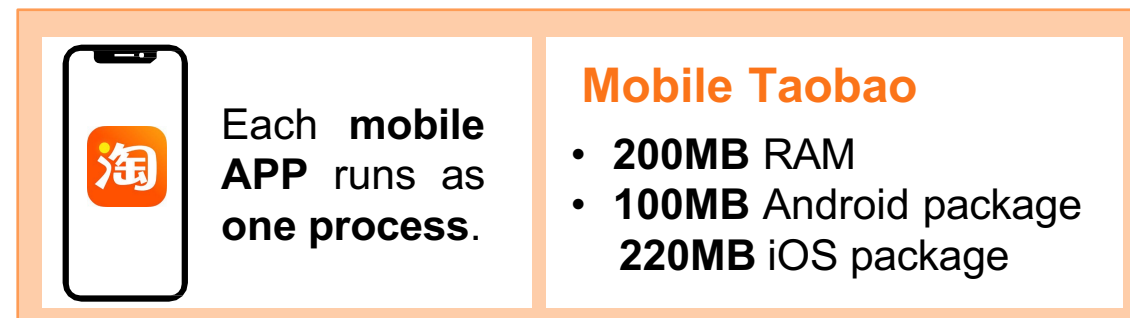 淘
Each mobile
APP runs as
one process.
Mobile Taobao
• 200MB RAM
• 100MB Android package
220MB iOS package